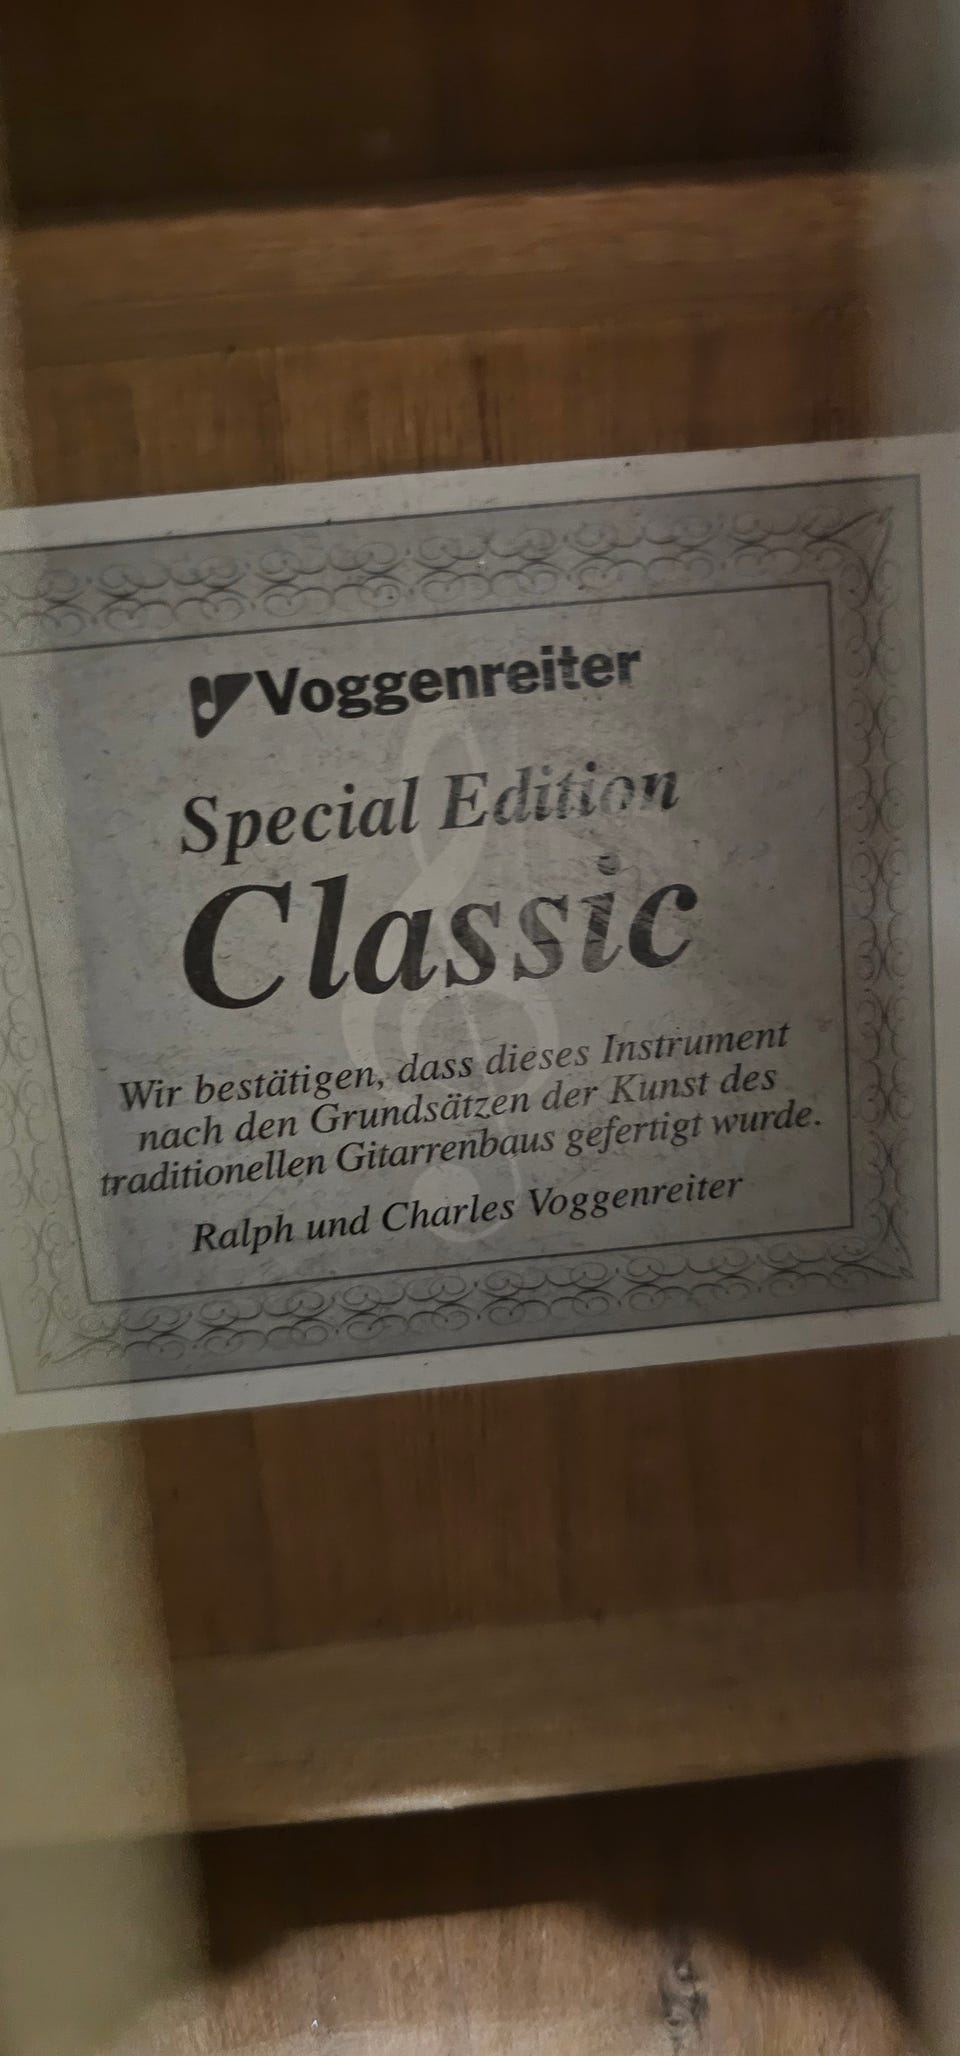 Voggenreiter
Special Edition
Classic
Wir bestätigen, dass dieses Instrument
nach den Grundsätzen der Kunst des
traditionellen Gitarrenbaus gefertigt wurde.
Ralph und Charles Voggenreiter